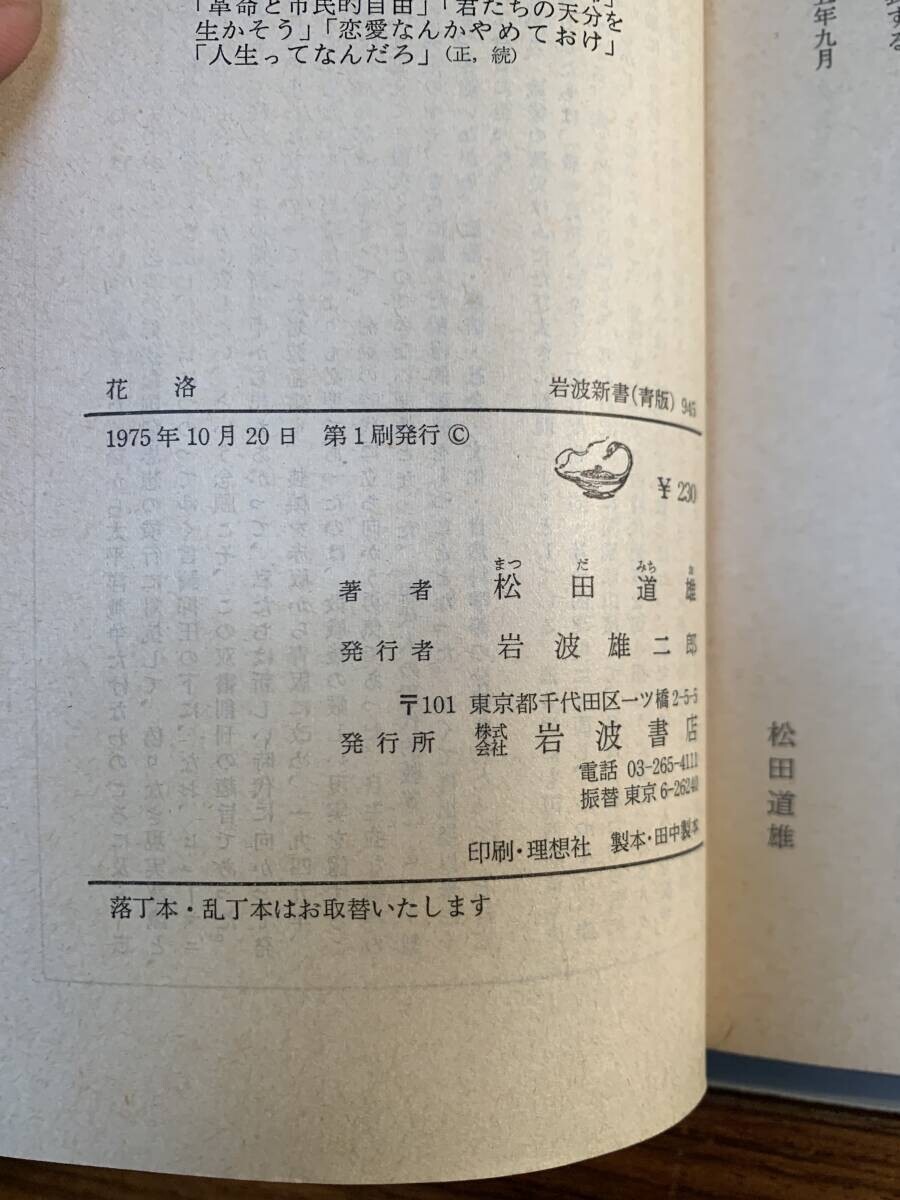 「革命と市民的自由」「君たちの天分を
生かそう」「恋愛なんかやめておけ」
「人生ってなんだろ」(正,続)
花 洛 岩波新書(青版) 945
1975年10月20日 第1刷発行 ©
¥ 230
まつ だ みち お
著者 松田道雄
発行者 岩波雄二郎
〒101 東京都千代田区一ツ橋2-5-5
発行所 株式会社 岩波書店
電話 03-265-4111
振替 東京6-26240
印刷・理想社 製本・田中製本
落丁本・乱丁本はお取替いたします
年九月
松田道雄